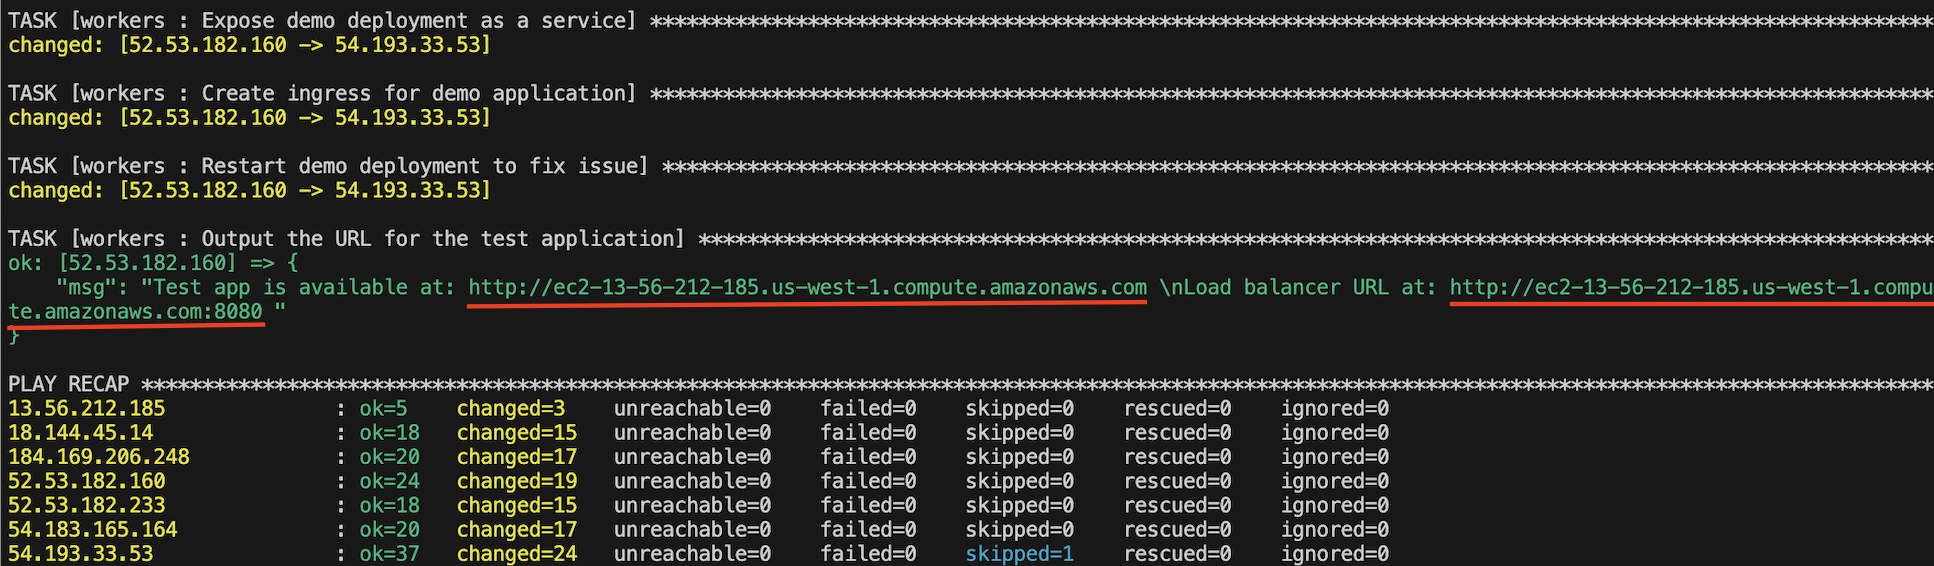 TASK [workers : Expose demo deployment as a service] **********************************************************************************************************
changed: [52.53.182.160 -> 54.193.33.53]
TASK [workers : Create ingress for demo application] **********************************************************************************************************
changed: [52.53.182.160 -> 54.193.33.53]
TASK [workers : Restart demo deployment to fix issue] *********************************************************************************************************
changed: [52.53.182.160 -> 54.193.33.53]
TASK [workers : Output the URL for the test application] ******************************************************************************************************
ok: [52.53.182.160] => {
    "msg": "Test app is available at: http://ec2-13-56-212-185.us-west-1.compute.amazonaws.com \nLoad balancer URL at: http://ec2-13-56-212-185.us-west-1.compu
te.amazonaws.com:8080 "
}
PLAY RECAP ****************************************************************************************************************************************************
13.56.212.185              : ok=5    changed=3    unreachable=0    failed=0    skipped=0    rescued=0    ignored=0
18.144.45.14               : ok=18   changed=15   unreachable=0    failed=0    skipped=0    rescued=0    ignored=0
184.169.206.248            : ok=20   changed=17   unreachable=0    failed=0    skipped=0    rescued=0    ignored=0
52.53.182.160              : ok=24   changed=19   unreachable=0    failed=0    skipped=0    rescued=0    ignored=0
52.53.182.233              : ok=18   changed=15   unreachable=0    failed=0    skipped=0    rescued=0    ignored=0
54.183.165.164             : ok=20   changed=17   unreachable=0    failed=0    skipped=0    rescued=0    ignored=0
54.193.33.53               : ok=37   changed=24   unreachable=0    failed=0    skipped=1    rescued=0    ignored=0